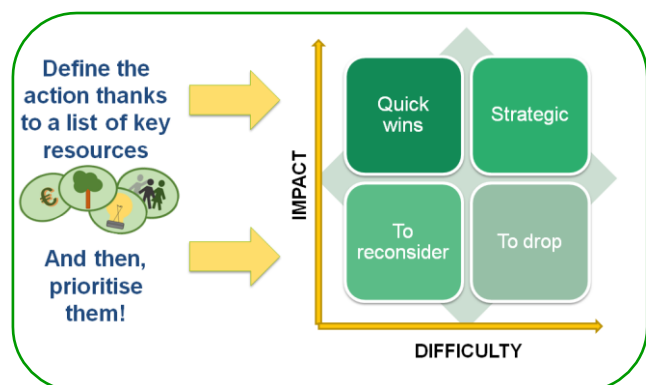 Define the
action thanks
to a list of key
resources
€
And then,
prioritise
them!
IMPACT
Quick
wins
Strategic
To
reconsider
To drop
DIFFICULTY